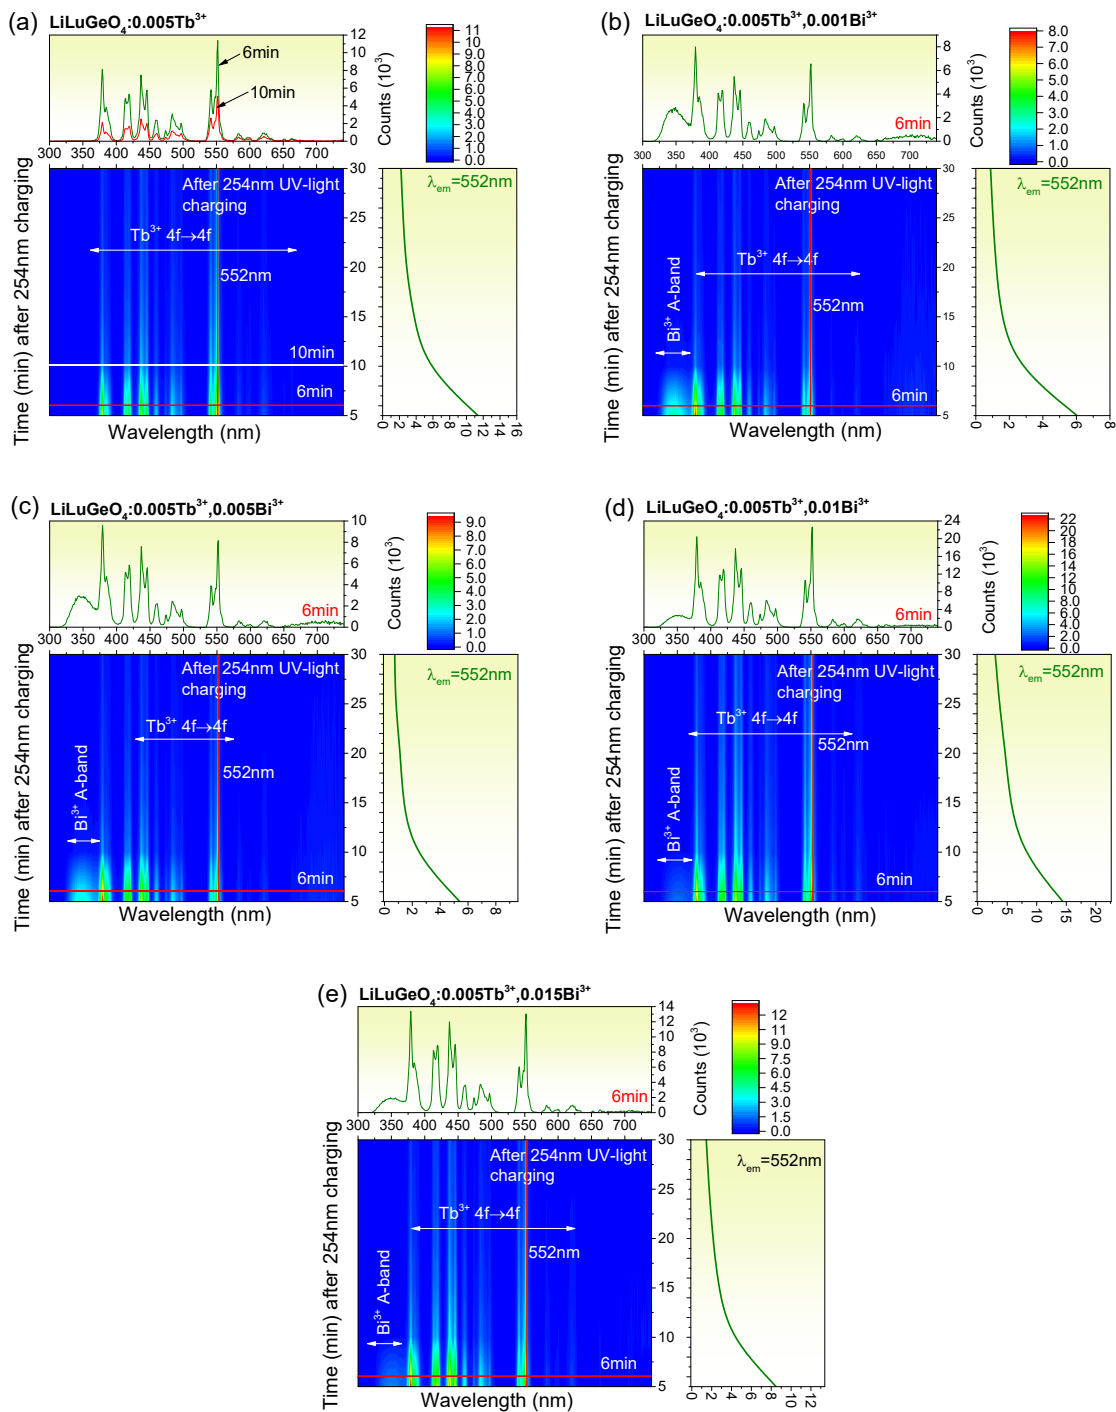 (a)
LiLuGeO₄:0.005Tb³⁺
12
10
8
6
4
2
0
6min
10min
300 350 400 450 500 550 600 650 700
Counts (10³)
11.0
10.0
9.0
8.0
7.0
6.0
5.0
4.0
3.0
2.0
1.0
0.0
Time (min) after 254nm charging
After 254nm UV-light
charging
Tb³⁺ 4f→4f
552nm
10min
6min
Wavelength (nm)
30
25
20
15
10
5
λem=552nm
0 2 4 6 8 10 12 14 16
(b)
LiLuGeO₄:0.005Tb³⁺,0.001Bi³⁺
8
6
4
2
0
6min
300 350 400 450 500 550 600 650 700
Counts (10³)
8.0
7.0
6.0
5.0
4.0
3.0
2.0
1.0
0.0
Time (min) after 254nm charging
After 254nm UV-light
charging
Tb³⁺ 4f→4f
552nm
Bi³⁺ A-band
6min
Wavelength (nm)
30
25
20
15
10
5
λem=552nm
0 2 4 6 8
(c)
LiLuGeO₄:0.005Tb³⁺,0.005Bi³⁺
10
8
6
4
2
0
6min
300 350 400 450 500 550 600 650 700
Counts (10³)
9.0
8.0
7.0
6.0
5.0
4.0
3.0
2.0
1.0
0.0
Time (min) after 254nm charging
After 254nm UV-light
charging
Tb³⁺ 4f→4f
552nm
Bi³⁺ A-band
6min
Wavelength (nm)
30
25
20
15
10
5
λem=552nm
0 2 4 6 8
(d)
LiLuGeO₄:0.005Tb³⁺,0.01Bi³⁺
24
20
16
12
8
4
0
6min
300 350 400 450 500 550 600 650 700
Counts (10³)
22
20
18
16
14
12
10
8.0
6.0
4.0
2.0
0.0
Time (min) after 254nm charging
After 254nm UV-light
charging
Tb³⁺ 4f→4f
552nm
Bi³⁺ A-band
6min
Wavelength (nm)
30
25
20
15
10
5
λem=552nm
0 5 10 15 20
(e)
LiLuGeO₄:0.005Tb³⁺,0.015Bi³⁺
14
12
10
8
6
4
2
0
6min
300 350 400 450 500 550 600 650 700
Counts (10³)
12
10
9.0
7.5
6.0
4.5
3.0
1.5
0.0
Time (min) after 254nm charging
After 254nm UV-light
charging
Tb³⁺ 4f→4f
552nm
Bi³⁺ A-band
6min
Wavelength (nm)
30
25
20
15
10
5
λem=552nm
0 2 4 6 8 10 12